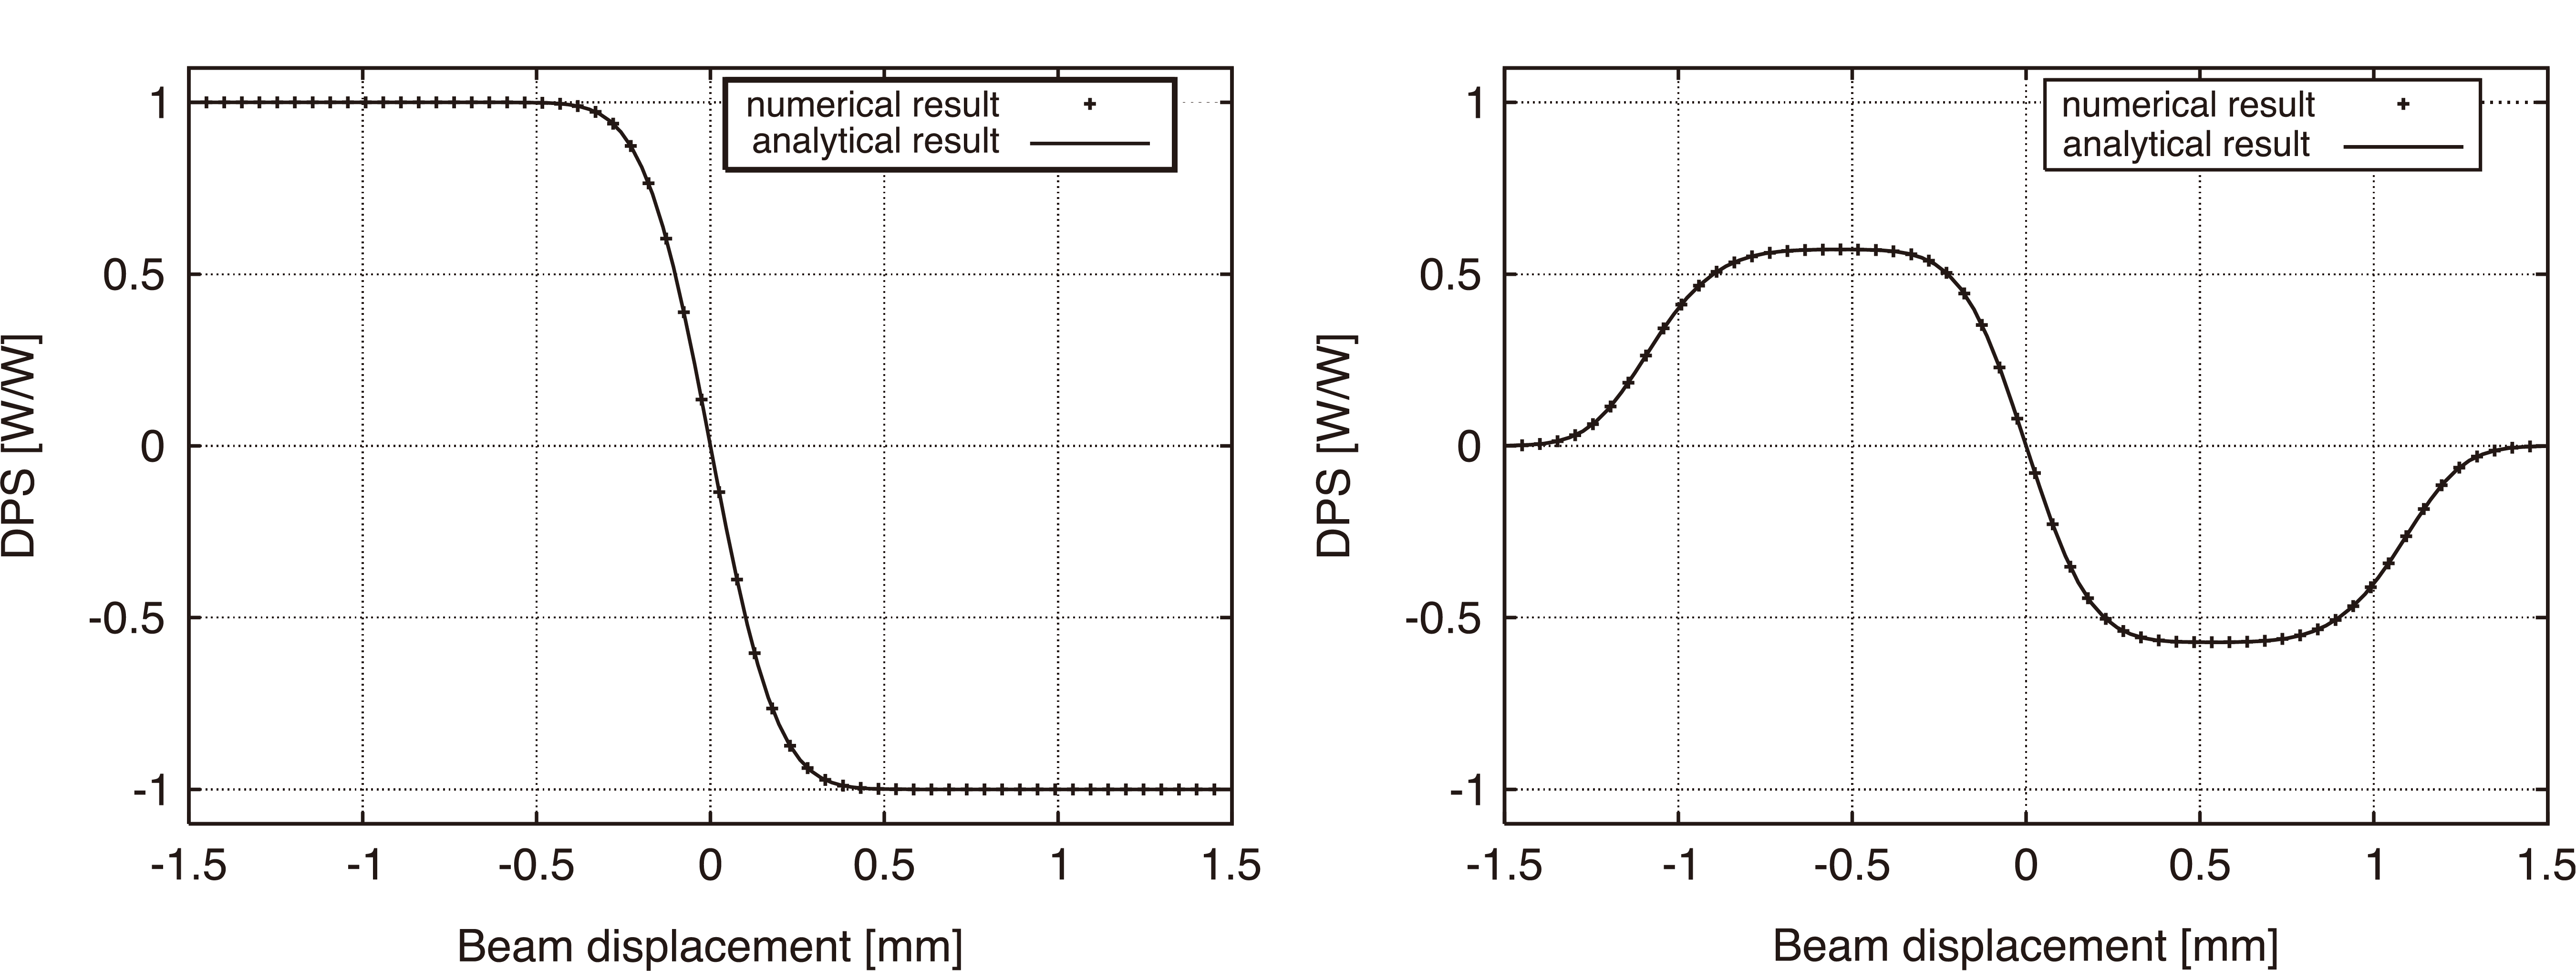 1
0.5
0
-0.5
-1
DPS [W/W]
numerical result
analytical result
-1.5 -1 -0.5 0 0.5 1 1.5
Beam displacement [mm]
1
0.5
0
-0.5
-1
DPS [W/W]
numerical result
analytical result
-1.5 -1 -0.5 0 0.5 1 1.5
Beam displacement [mm]